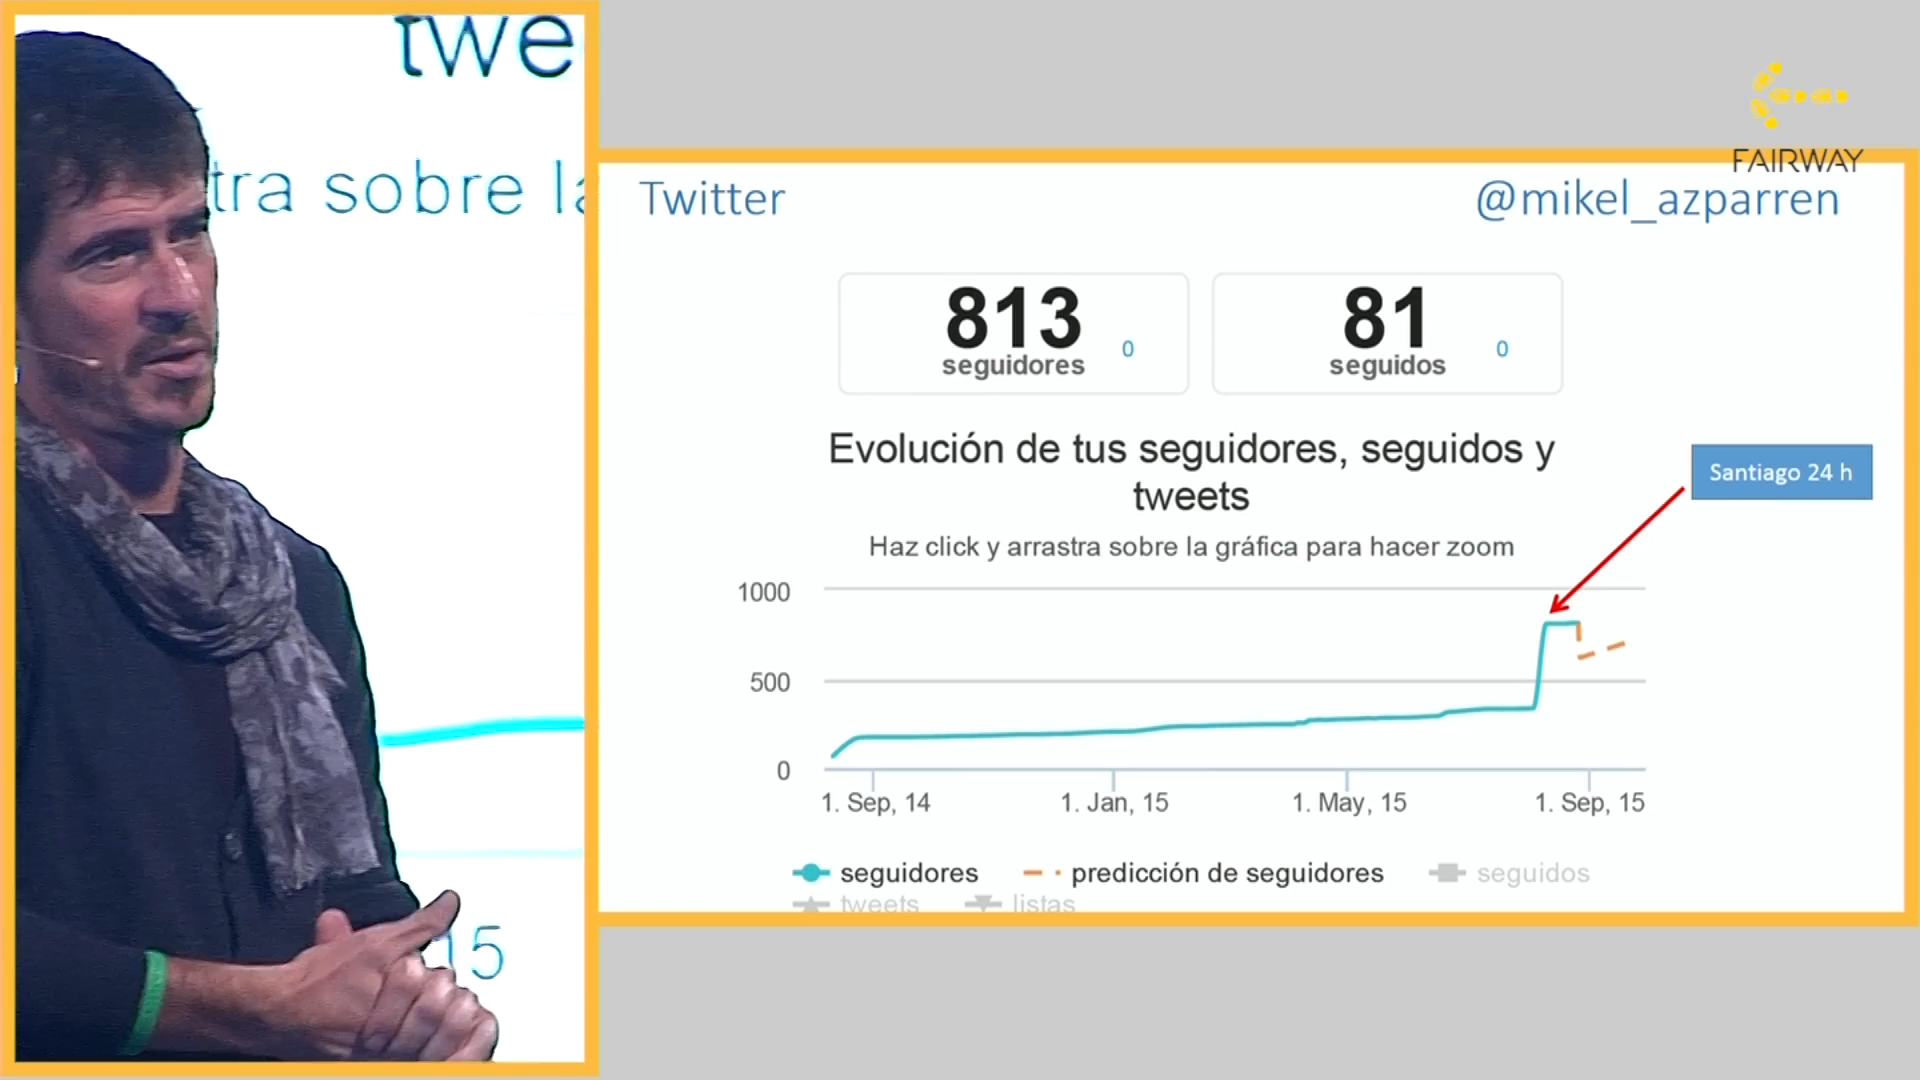 twe
tra sobre la
15
FAIRWAY
Twitter
@mikel_azparren
813
seguidores
0
81
seguidos
0
Evolución de tus seguidores, seguidos y
tweets
Haz click y arrastra sobre la gráfica para hacer zoom
Santiago 24 h
1000
500
0
1. Sep, 14
1. Jan, 15
1. May, 15
1. Sep, 15
seguidores
predicción de seguidores
seguidos
tweets
listas